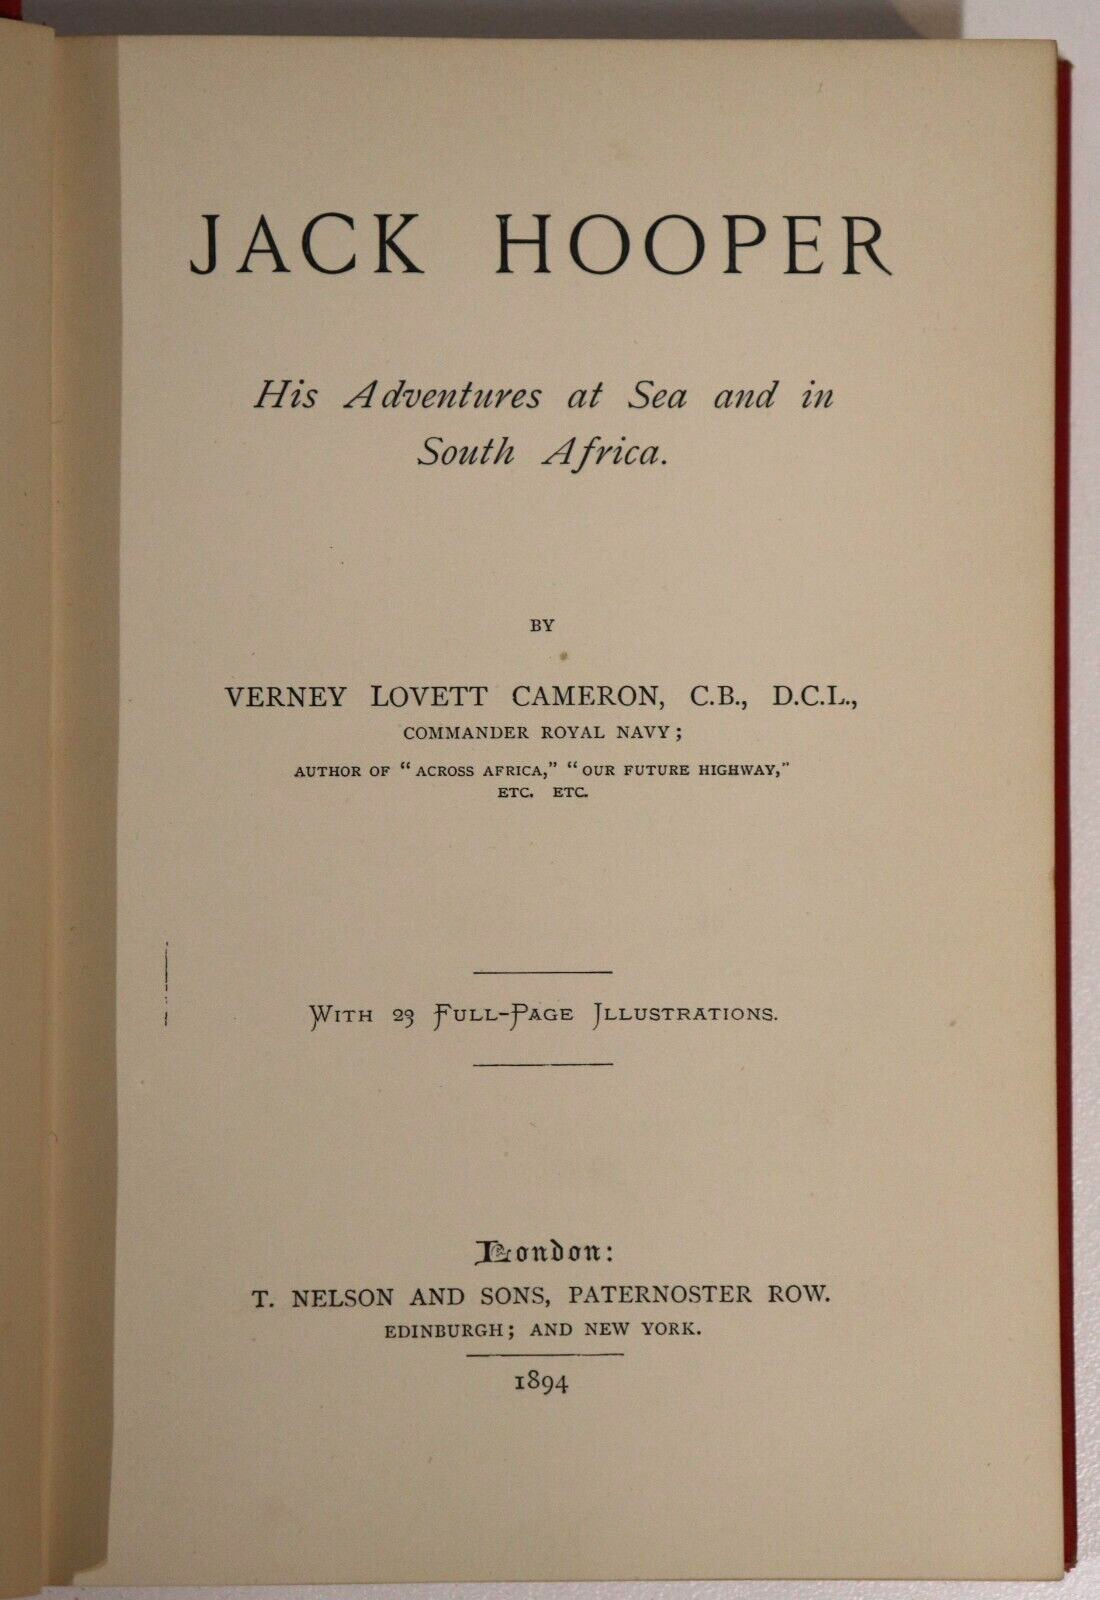 JACK HOOPER
His Adventures at Sea and in
South Africa.
BY
VERNEY LOVETT CAMERON, C.B., D.C.L.,
COMMANDER ROYAL NAVY;
AUTHOR OF "ACROSS AFRICA," "OUR FUTURE HIGHWAY,"
ETC. ETC.
WITH 23 FULL-PAGE ILLUSTRATIONS.
London:
T. NELSON AND SONS, PATERNOSTER ROW.
EDINBURGH; AND NEW YORK.
1894